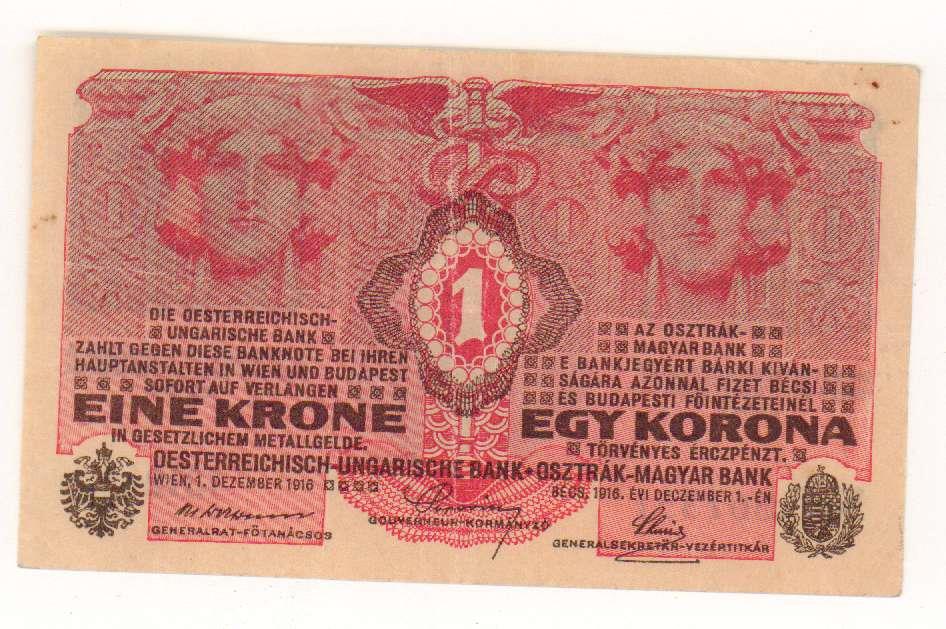 1
DIE OESTERREICHISCH-
UNGARISCHE BANK
ZAHLT GEGEN DIESE BANKNOTE BEI IHREN
HAUPTANSTALTEN IN WIEN UND BUDAPEST
SOFORT AUF VERLANGEN
EINE KRONE
IN GESETZLICHEM METALLGELDE.
AZ OSZTRÁK-
MAGYAR BANK
E BANKJEGYÉRT BÁRKI KIVÁN-
SÁGÁRA AZONNAL FIZET BÉCSI
ÉS BUDAPESTI FŐINTÉZETEINÉL
EGY KORONA
TÖRVÉNYES ÉRCZPÉNZT.
OESTERREICHISCH-UNGARISCHE BANK • OSZTRÁK-MAGYAR BANK
WIEN, 1. DEZEMBER 1916
BÉCS, 1916. ÉVI DECZEMBER 1.-ÉN
GENERALRAT-FŐTANÁCSOS
GOUVERNEUR-KORMÁNYZÓ
GENERALSEKRETÄR-VEZÉRTITKÁR